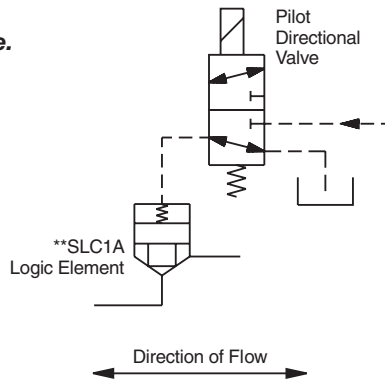 e.
Pilot
Directional
Valve
**SLC1A
Logic Element
Direction of Flow